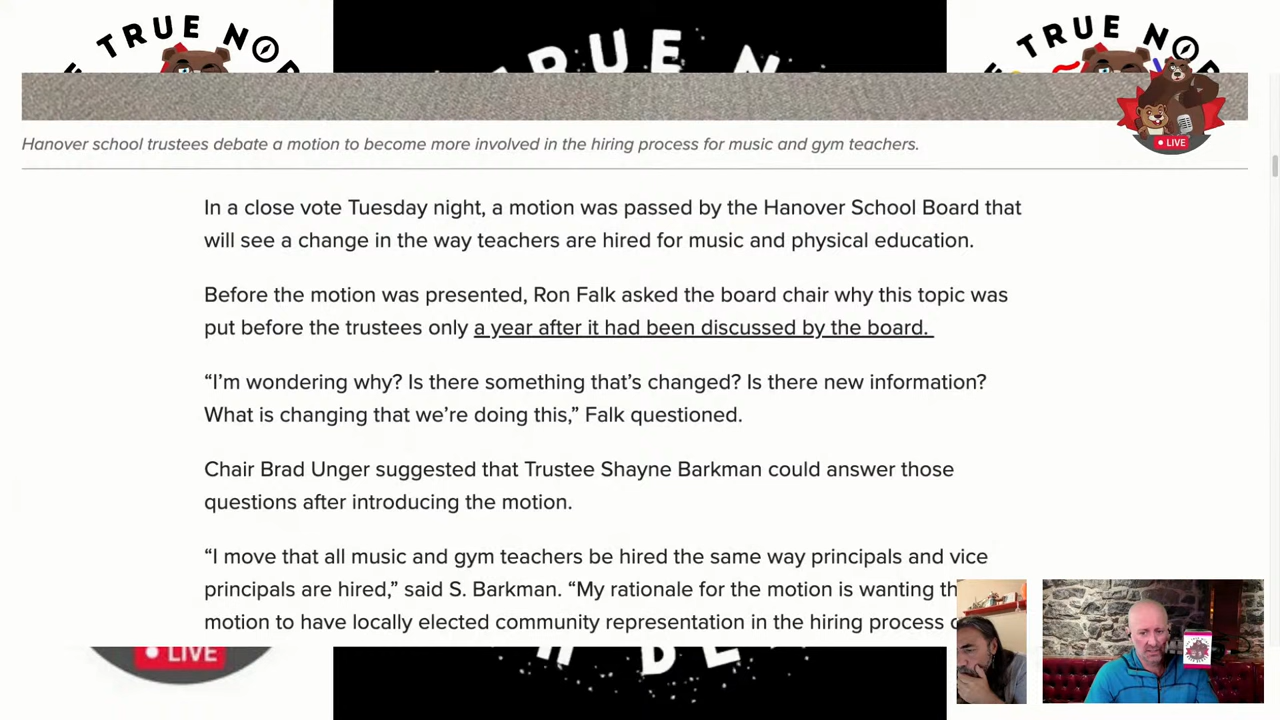 TRUE NO
TRUE N
TRUE NO
LIVE
Hanover school trustees debate a motion to become more involved in the hiring process for music and gym teachers.
In a close vote Tuesday night, a motion was passed by the Hanover School Board that
will see a change in the way teachers are hired for music and physical education.
Before the motion was presented, Ron Falk asked the board chair why this topic was
put before the trustees only a year after it had been discussed by the board.
“I’m wondering why? Is there something that’s changed? Is there new information?
What is changing that we’re doing this,” Falk questioned.
Chair Brad Unger suggested that Trustee Shayne Barkman could answer those
questions after introducing the motion.
“I move that all music and gym teachers be hired the same way principals and vice
principals are hired,” said S. Barkman. “My rationale for the motion is wanting th
motion to have locally elected community representation in the hiring process
LIVE